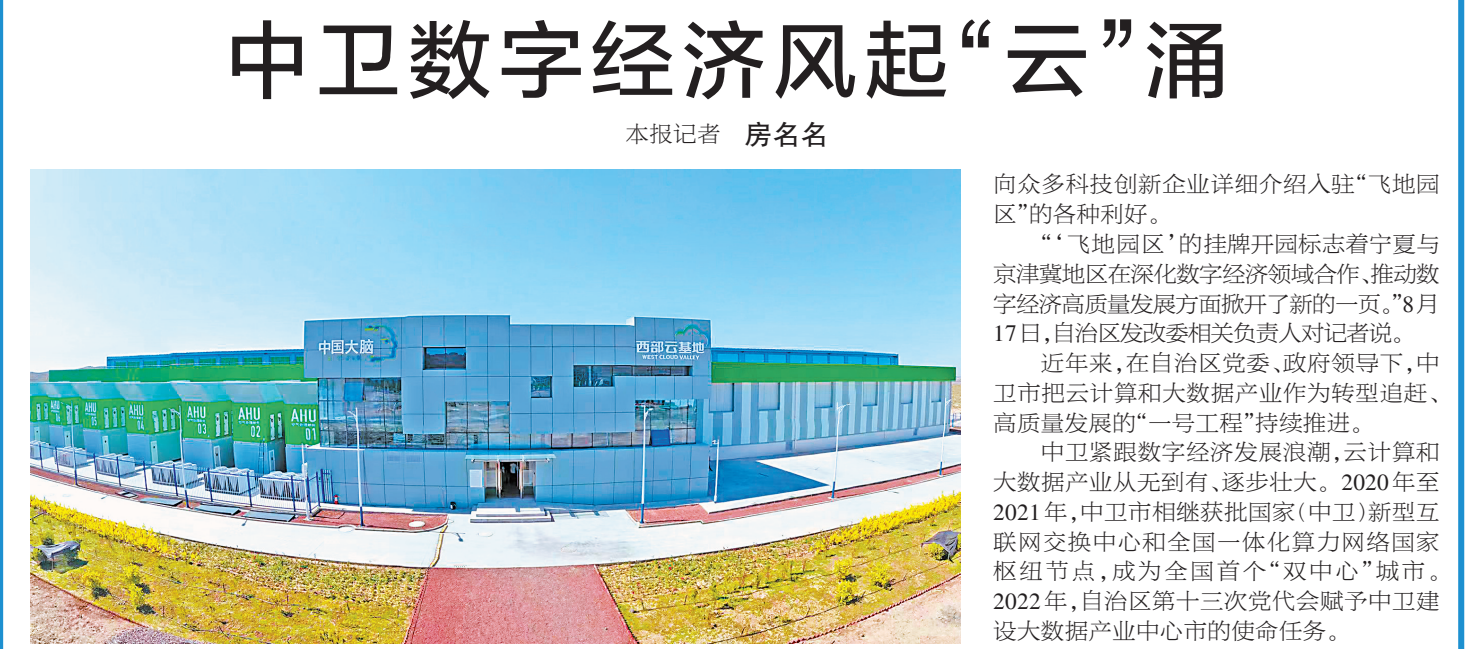 中卫数字经济风起“云”涌
本报记者 房名名
中国大脑
西部云基地
WEST CLOUD VALLEY
AHU
05
AHU
04
AHU
03
AHU
02
AHU
01
向众多科技创新企业详细介绍入驻“飞地园
区”的各种利好。
“‘飞地园区’的挂牌开园标志着宁夏与
京津冀地区在深化数字经济领域合作、推动数
字经济高质量发展方面掀开了新的一页。”8月
17日，自治区发改委相关负责人对记者说。
近年来，在自治区党委、政府领导下，中
卫市把云计算和大数据产业作为转型追赶、
高质量发展的“一号工程”持续推进。
中卫紧跟数字经济发展浪潮，云计算和
大数据产业从无到有、逐步壮大。2020年至
2021年，中卫市相继获批国家（中卫）新型互
联网交换中心和全国一体化算力网络国家
枢纽节点，成为全国首个“双中心”城市。
2022年，自治区第十三次党代会赋予中卫建
设大数据产业中心市的使命任务。